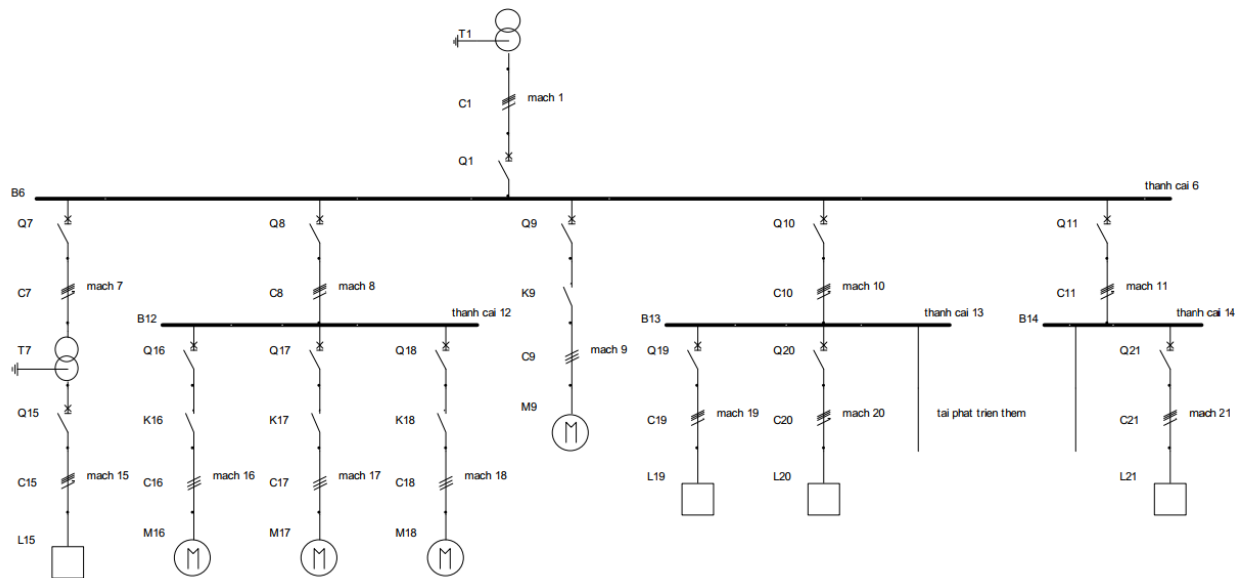 T1
C1 mach 1
Q1
B6 thanh cai 6
Q7 Q8 Q9 Q10 Q11
C7 mach 7 C8 mach 8 K9 C10 mach 10 C11 mach 11
B12 thanh cai 12 B13 thanh cai 13 B14 thanh cai 14
T7 Q16 Q17 Q18 C9 mach 9 Q19 Q20 Q21
Q15 K16 K17 K18 M9 M C19 mach 19 C20 mach 20 tai phat trien them C21 mach 21
C15 mach 15 C16 mach 16 C17 mach 17 C18 mach 18 L19 L20 L21
L15 M16 M M17 M M18 M